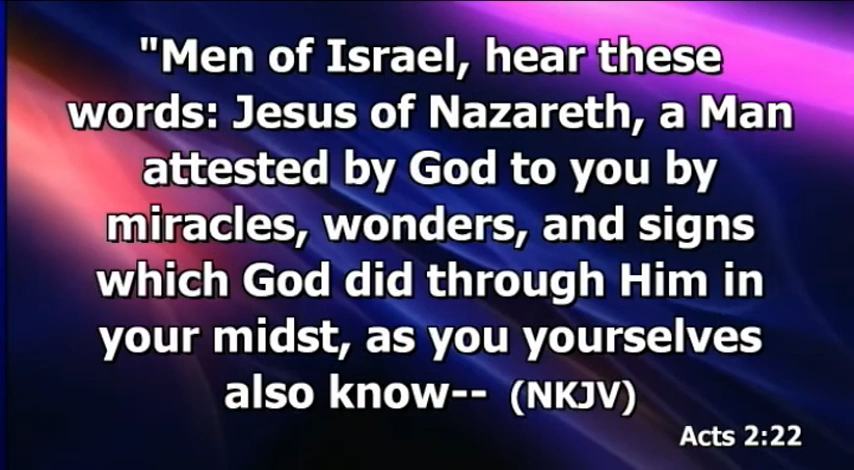 "Men of Israel, hear these
words: Jesus of Nazareth, a Man
attested by God to you by
miracles, wonders, and signs
which God did through Him in
your midst, as you yourselves
also know-- (NKJV)
Acts 2:22